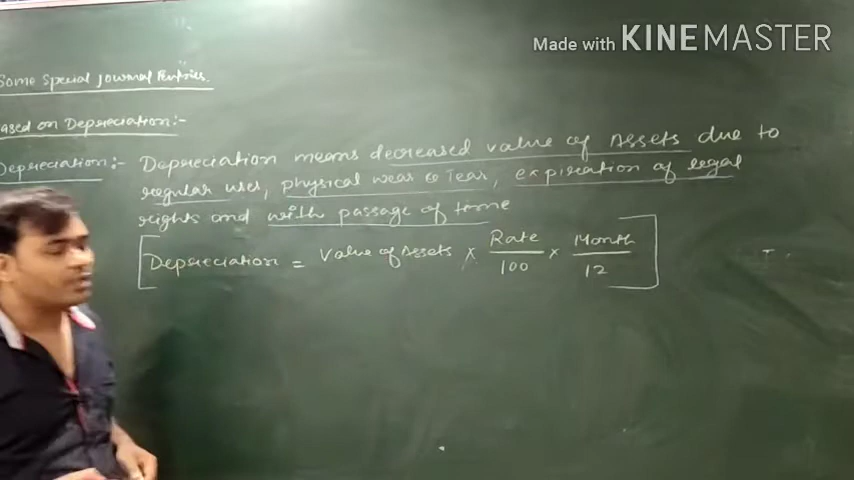 Made with KINEMASTER
Some Special Journal Entries.
Based on Depreciation:-
Depreciation:- Depreciation means decreased value of Assets due to
regular uses, physical wear & Tear, expiration of legal
rights and with passage of time
Depreciation = Value of Assets × Rate/100 × Month/12